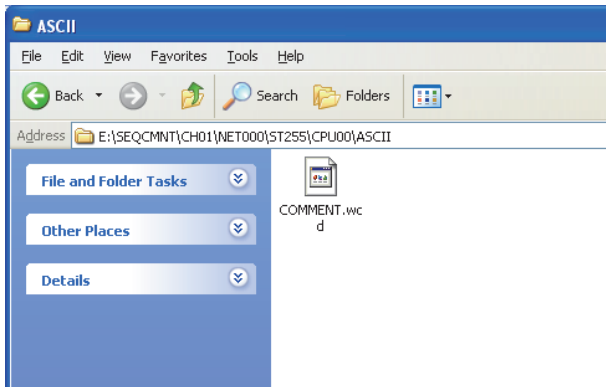 ASCII
File Edit View Favorites Tools Help
Back Search Folders
Address E:\SEQCMNT\CH01\NET000\ST255\CPU00\ASCII
File and Folder Tasks
Other Places
Details
COMMENT.wc
d